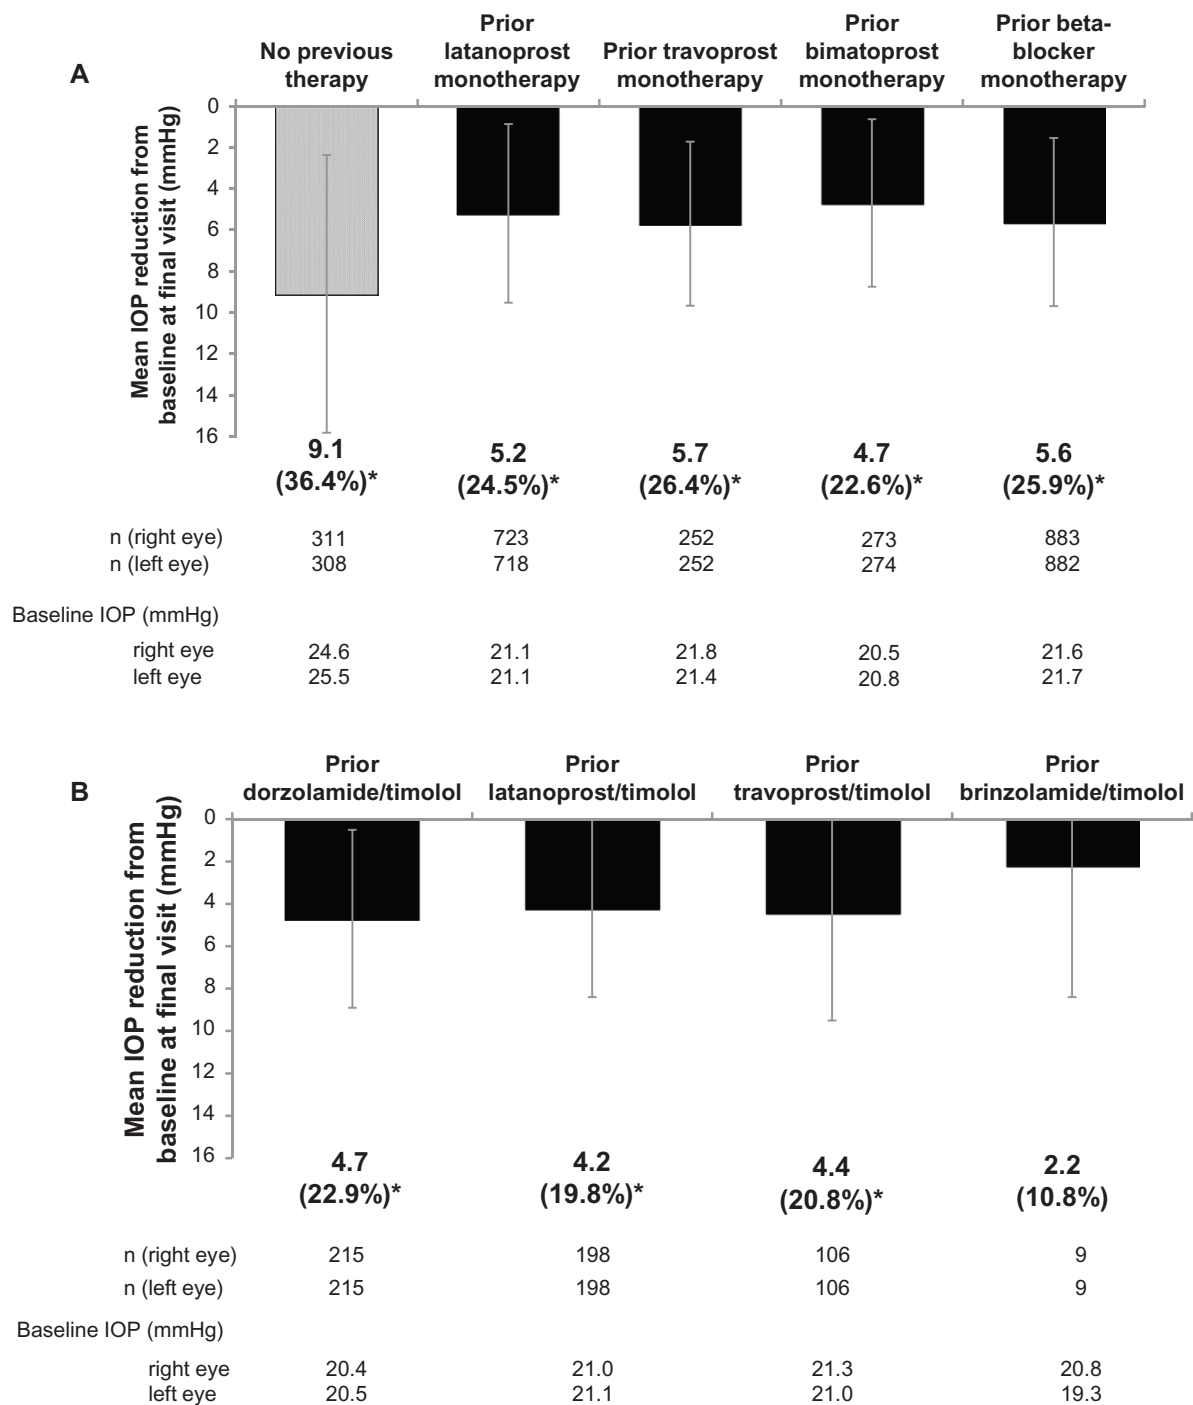 A
No previous
therapy
Prior
latanoprost
monotherapy
Prior travoprost
monotherapy
Prior
bimatoprost
monotherapy
Prior beta-
blocker
monotherapy
Mean IOP reduction from
baseline at final visit (mmHg)
0
2
4
6
8
10
12
14
16
9.1 5.2 5.7 4.7 5.6
(36.4%)* (24.5%)* (26.4%)* (22.6%)* (25.9%)*
n (right eye) 311 723 252 273 883
n (left eye) 308 718 252 274 882
Baseline IOP (mmHg)
right eye 24.6 21.1 21.8 20.5 21.6
left eye 25.5 21.1 21.4 20.8 21.7
B
Prior
dorzolamide/timolol
Prior
latanoprost/timolol
Prior
travoprost/timolol
Prior
brinzolamide/timolol
Mean IOP reduction from
baseline at final visit (mmHg)
0
2
4
6
8
10
12
14
16
4.7 4.2 4.4 2.2
(22.9%)* (19.8%)* (20.8%)* (10.8%)
n (right eye) 215 198 106 9
n (left eye) 215 198 106 9
Baseline IOP (mmHg)
right eye 20.4 21.0 21.3 20.8
left eye 20.5 21.1 21.0 19.3